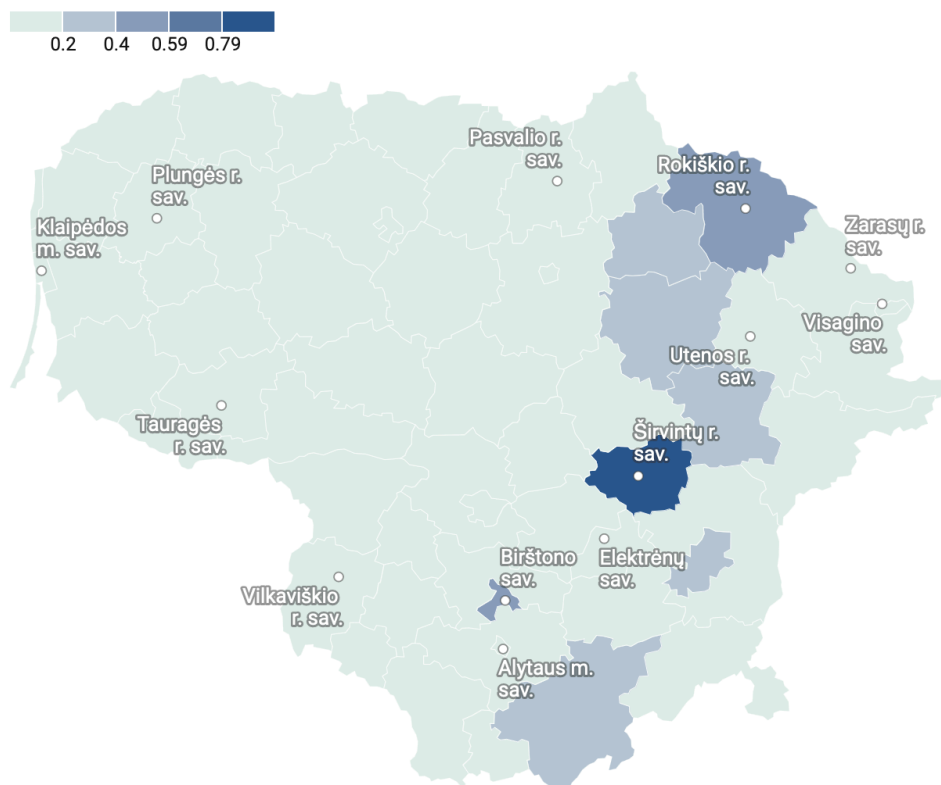 0.2 0.4 0.59 0.79
Pasvalio r.
sav.
Rokiškio r.
sav.
Plungės r.
sav.
Klaipėdos
m. sav.
Zarasų r.
sav.
Visagino
sav.
Utenos r.
sav.
Tauragės
r. sav.
Širvintų r.
sav.
Birštono
sav.
Elektrėnų
sav.
Vilkaviškio
r. sav.
Alytaus m.
sav.